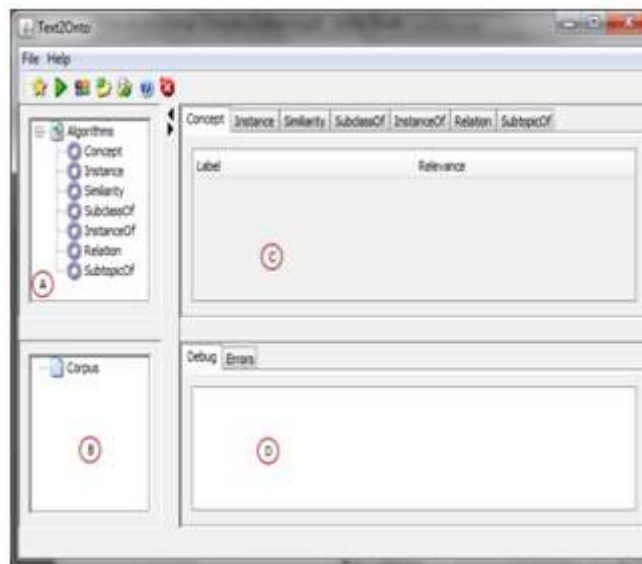 Text2Onto
File Help
Algorithms
Concept
Instance
Similarity
SubclassOf
InstanceOf
Relation
SubtopicOf
A
Concept Instance Similarity SubclassOf InstanceOf Relation SubtopicOf
Label Relevance
C
Corpus
B
Debug Errors
D